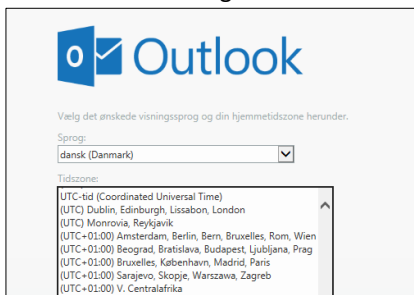 Outlook
Vælg det ønskede visningssprog og din hjemmetidszone herunder.
Sprog:
dansk (Danmark)
Tidszone:
UTC-tid (Coordinated Universal Time)
(UTC) Dublin, Edinburgh, Lissabon, London
(UTC) Monrovia, Reykjavik
(UTC+01:00) Amsterdam, Berlin, Bern, Bruxelles, Rom, Wien
(UTC+01:00) Beograd, Bratislava, Budapest, Ljubljana, Prag
(UTC+01:00) Bruxelles, København, Madrid, Paris
(UTC+01:00) Sarajevo, Skopje, Warszawa, Zagreb
(UTC+01:00) V. Centralafrika